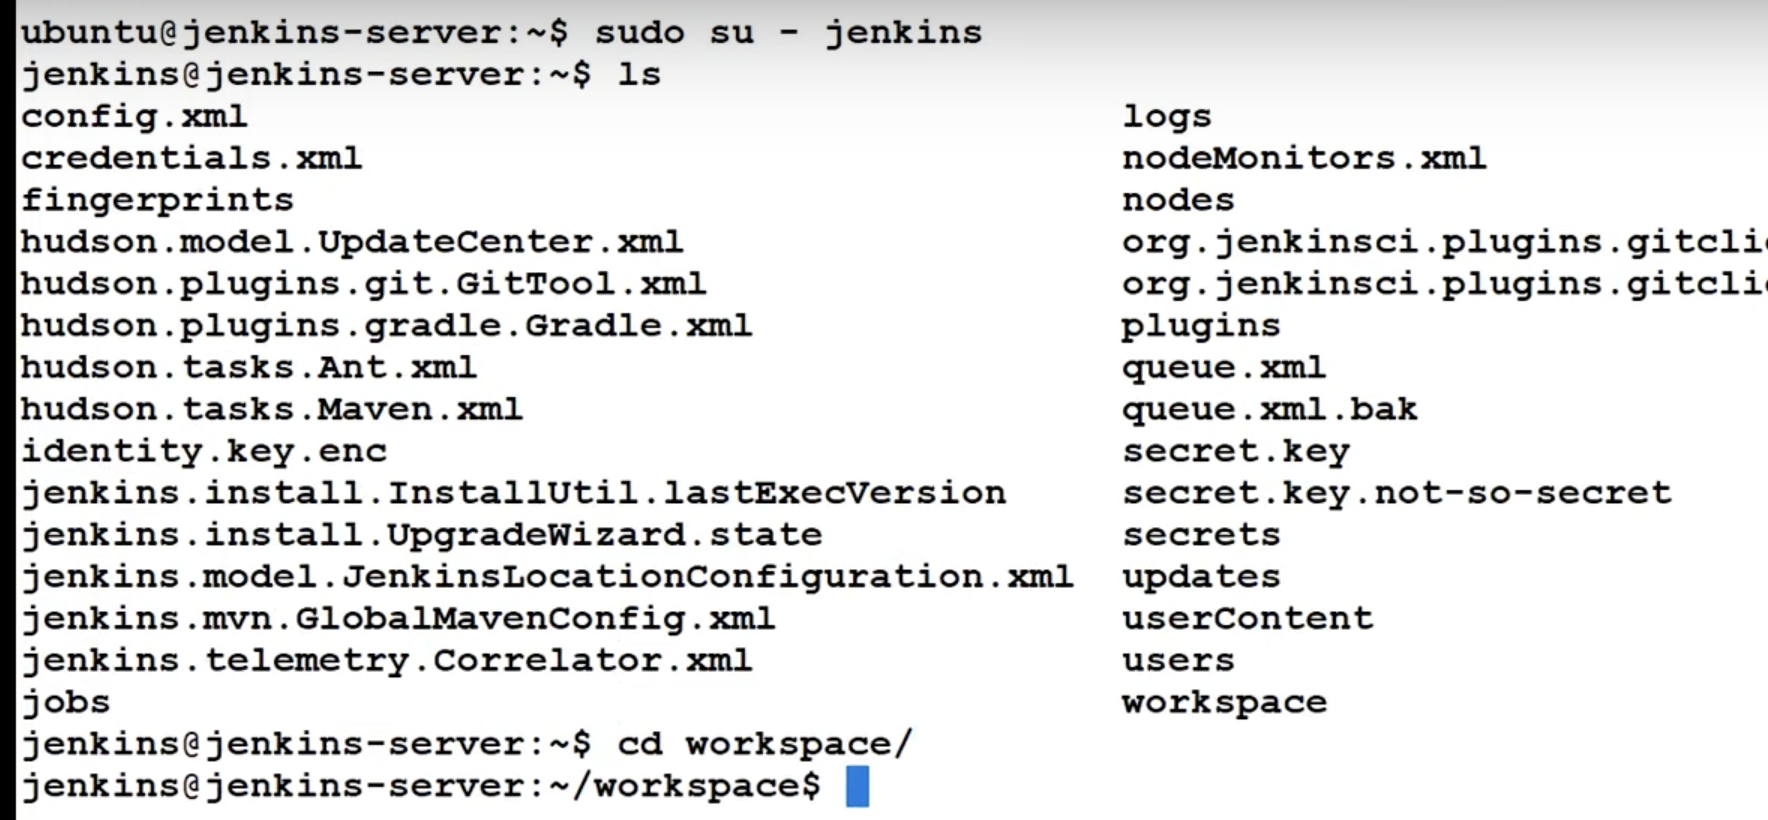 ubuntu@jenkins-server:~$ sudo su - jenkins
jenkins@jenkins-server:~$ ls
config.xml logs
credentials.xml nodeMonitors.xml
fingerprints nodes
hudson.model.UpdateCenter.xml org.jenkinsci.plugins.gitcli
hudson.plugins.git.GitTool.xml org.jenkinsci.plugins.gitcli
hudson.plugins.gradle.Gradle.xml plugins
hudson.tasks.Ant.xml queue.xml
hudson.tasks.Maven.xml queue.xml.bak
identity.key.enc secret.key
jenkins.install.InstallUtil.lastExecVersion secret.key.not-so-secret
jenkins.install.UpgradeWizard.state secrets
jenkins.model.JenkinsLocationConfiguration.xml updates
jenkins.mvn.GlobalMavenConfig.xml userContent
jenkins.telemetry.Correlator.xml users
jobs workspace
jenkins@jenkins-server:~$ cd workspace/
jenkins@jenkins-server:~/workspace$